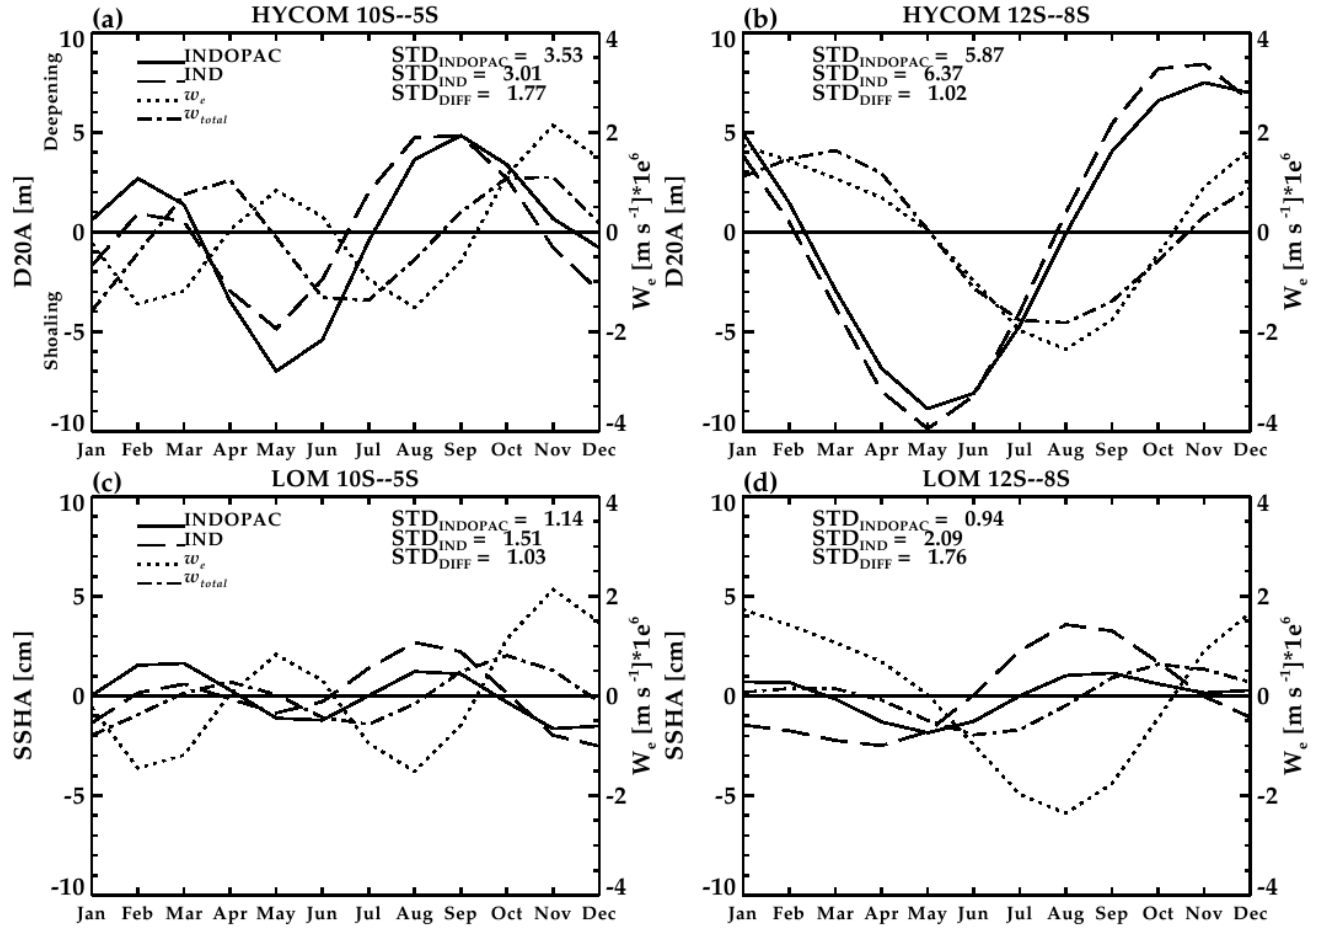 (a) HYCOM 10S--5S
10
5
0
-5
-10
Deepening
Shoaling
D20A [m]
INDOPAC
IND
w_e
w_total
STD_INDOPAC = 3.53
STD_IND = 3.01
STD_DIFF = 1.77
4
2
0
-2
-4
W_e [m s^-1]*1e^6
Jan Feb Mar Apr May Jun Jul Aug Sep Oct Nov Dec
(b) HYCOM 12S--8S
10
5
0
-5
-10
D20A [m]
STD_INDOPAC = 5.87
STD_IND = 6.37
STD_DIFF = 1.02
4
2
0
-2
-4
W_e [m s^-1]*1e^6
Jan Feb Mar Apr May Jun Jul Aug Sep Oct Nov Dec
(c) LOM 10S--5S
10
5
0
-5
-10
SSHA [cm]
INDOPAC
IND
w_e
w_total
STD_INDOPAC = 1.14
STD_IND = 1.51
STD_DIFF = 1.03
4
2
0
-2
-4
W_e [m s^-1]*1e^6
Jan Feb Mar Apr May Jun Jul Aug Sep Oct Nov Dec
(d) LOM 12S--8S
10
5
0
-5
-10
SSHA [cm]
STD_INDOPAC = 0.94
STD_IND = 2.09
STD_DIFF = 1.76
4
2
0
-2
-4
W_e [m s^-1]*1e^6
Jan Feb Mar Apr May Jun Jul Aug Sep Oct Nov Dec